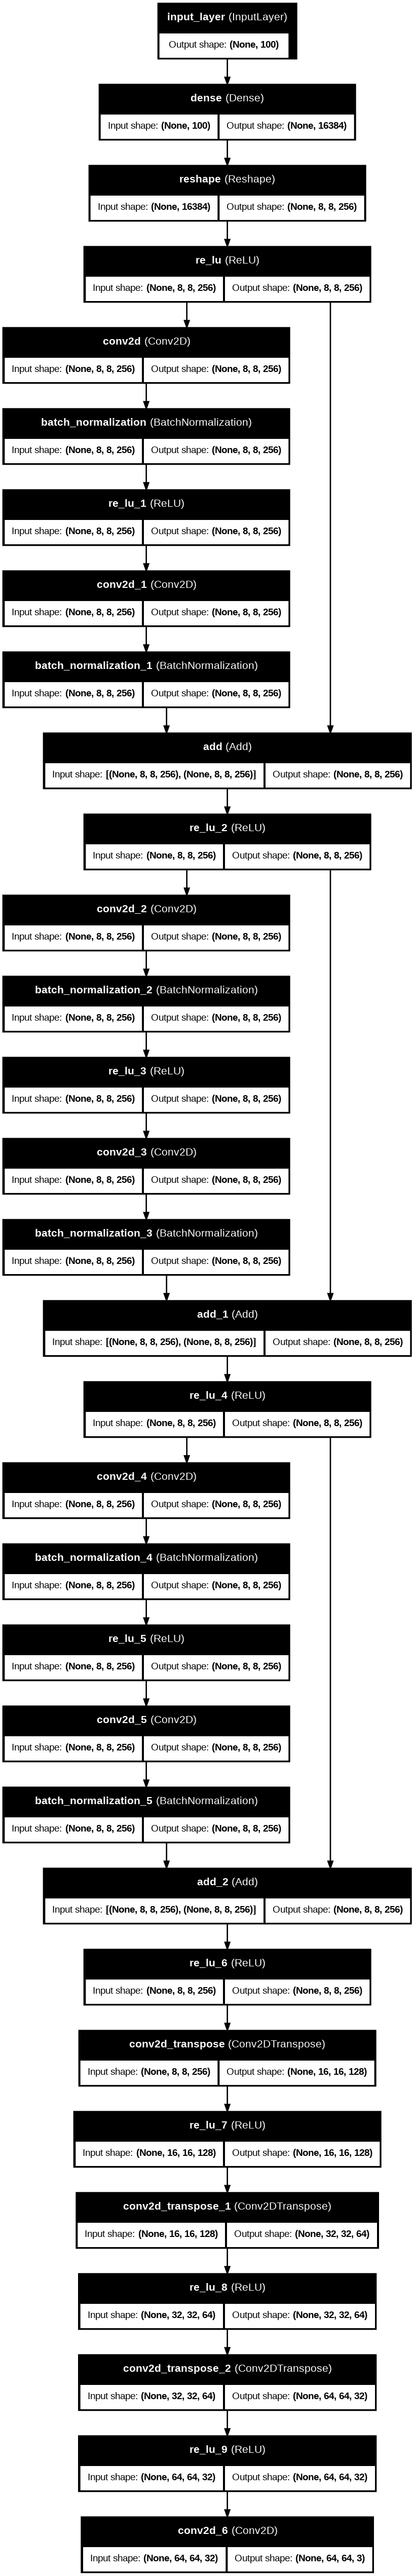 input_layer (InputLayer)
Output shape: (None, 100)
dense (Dense)
Input shape: (None, 100) Output shape: (None, 16384)
reshape (Reshape)
Input shape: (None, 16384) Output shape: (None, 8, 8, 256)
re_lu (ReLU)
Input shape: (None, 8, 8, 256) Output shape: (None, 8, 8, 256)
conv2d (Conv2D)
Input shape: (None, 8, 8, 256) Output shape: (None, 8, 8, 256)
batch_normalization (BatchNormalization)
Input shape: (None, 8, 8, 256) Output shape: (None, 8, 8, 256)
re_lu_1 (ReLU)
Input shape: (None, 8, 8, 256) Output shape: (None, 8, 8, 256)
conv2d_1 (Conv2D)
Input shape: (None, 8, 8, 256) Output shape: (None, 8, 8, 256)
batch_normalization_1 (BatchNormalization)
Input shape: (None, 8, 8, 256) Output shape: (None, 8, 8, 256)
add (Add)
Input shape: [(None, 8, 8, 256), (None, 8, 8, 256)] Output shape: (None, 8, 8, 256)
re_lu_2 (ReLU)
Input shape: (None, 8, 8, 256) Output shape: (None, 8, 8, 256)
conv2d_2 (Conv2D)
Input shape: (None, 8, 8, 256) Output shape: (None, 8, 8, 256)
batch_normalization_2 (BatchNormalization)
Input shape: (None, 8, 8, 256) Output shape: (None, 8, 8, 256)
re_lu_3 (ReLU)
Input shape: (None, 8, 8, 256) Output shape: (None, 8, 8, 256)
conv2d_3 (Conv2D)
Input shape: (None, 8, 8, 256) Output shape: (None, 8, 8, 256)
batch_normalization_3 (BatchNormalization)
Input shape: (None, 8, 8, 256) Output shape: (None, 8, 8, 256)
add_1 (Add)
Input shape: [(None, 8, 8, 256), (None, 8, 8, 256)] Output shape: (None, 8, 8, 256)
re_lu_4 (ReLU)
Input shape: (None, 8, 8, 256) Output shape: (None, 8, 8, 256)
conv2d_4 (Conv2D)
Input shape: (None, 8, 8, 256) Output shape: (None, 8, 8, 256)
batch_normalization_4 (BatchNormalization)
Input shape: (None, 8, 8, 256) Output shape: (None, 8, 8, 256)
re_lu_5 (ReLU)
Input shape: (None, 8, 8, 256) Output shape: (None, 8, 8, 256)
conv2d_5 (Conv2D)
Input shape: (None, 8, 8, 256) Output shape: (None, 8, 8, 256)
batch_normalization_5 (BatchNormalization)
Input shape: (None, 8, 8, 256) Output shape: (None, 8, 8, 256)
add_2 (Add)
Input shape: [(None, 8, 8, 256), (None, 8, 8, 256)] Output shape: (None, 8, 8, 256)
re_lu_6 (ReLU)
Input shape: (None, 8, 8, 256) Output shape: (None, 8, 8, 256)
conv2d_transpose (Conv2DTranspose)
Input shape: (None, 8, 8, 256) Output shape: (None, 16, 16, 128)
re_lu_7 (ReLU)
Input shape: (None, 16, 16, 128) Output shape: (None, 16, 16, 128)
conv2d_transpose_1 (Conv2DTranspose)
Input shape: (None, 16, 16, 128) Output shape: (None, 32, 32, 64)
re_lu_8 (ReLU)
Input shape: (None, 32, 32, 64) Output shape: (None, 32, 32, 64)
conv2d_transpose_2 (Conv2DTranspose)
Input shape: (None, 32, 32, 64) Output shape: (None, 64, 64, 32)
re_lu_9 (ReLU)
Input shape: (None, 64, 64, 32) Output shape: (None, 64, 64, 32)
conv2d_6 (Conv2D)
Input shape: (None, 64, 64, 32) Output shape: (None, 64, 64, 3)